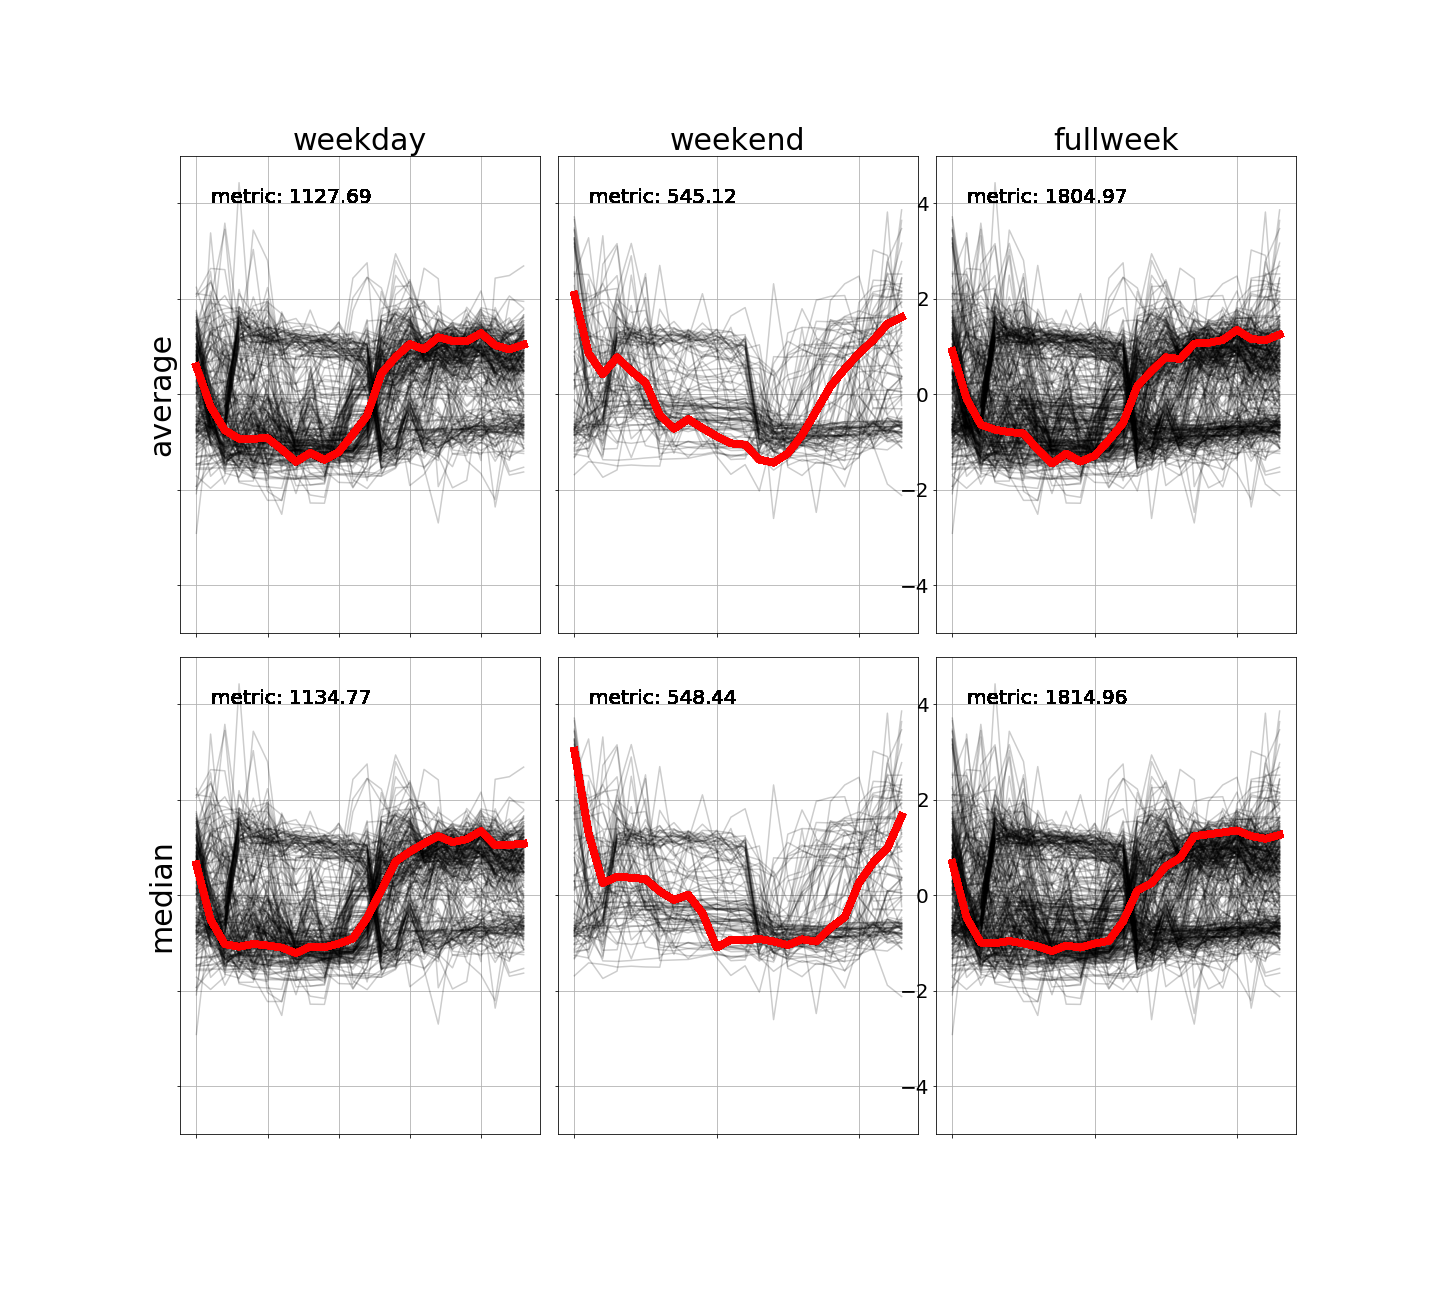 weekday
weekend
fullweek
average
metric: 1127.69
metric: 545.12
metric: 1804.97
4
2
0
−2
−4
median
metric: 1134.77
metric: 548.44
metric: 1814.96
4
2
0
−2
−4